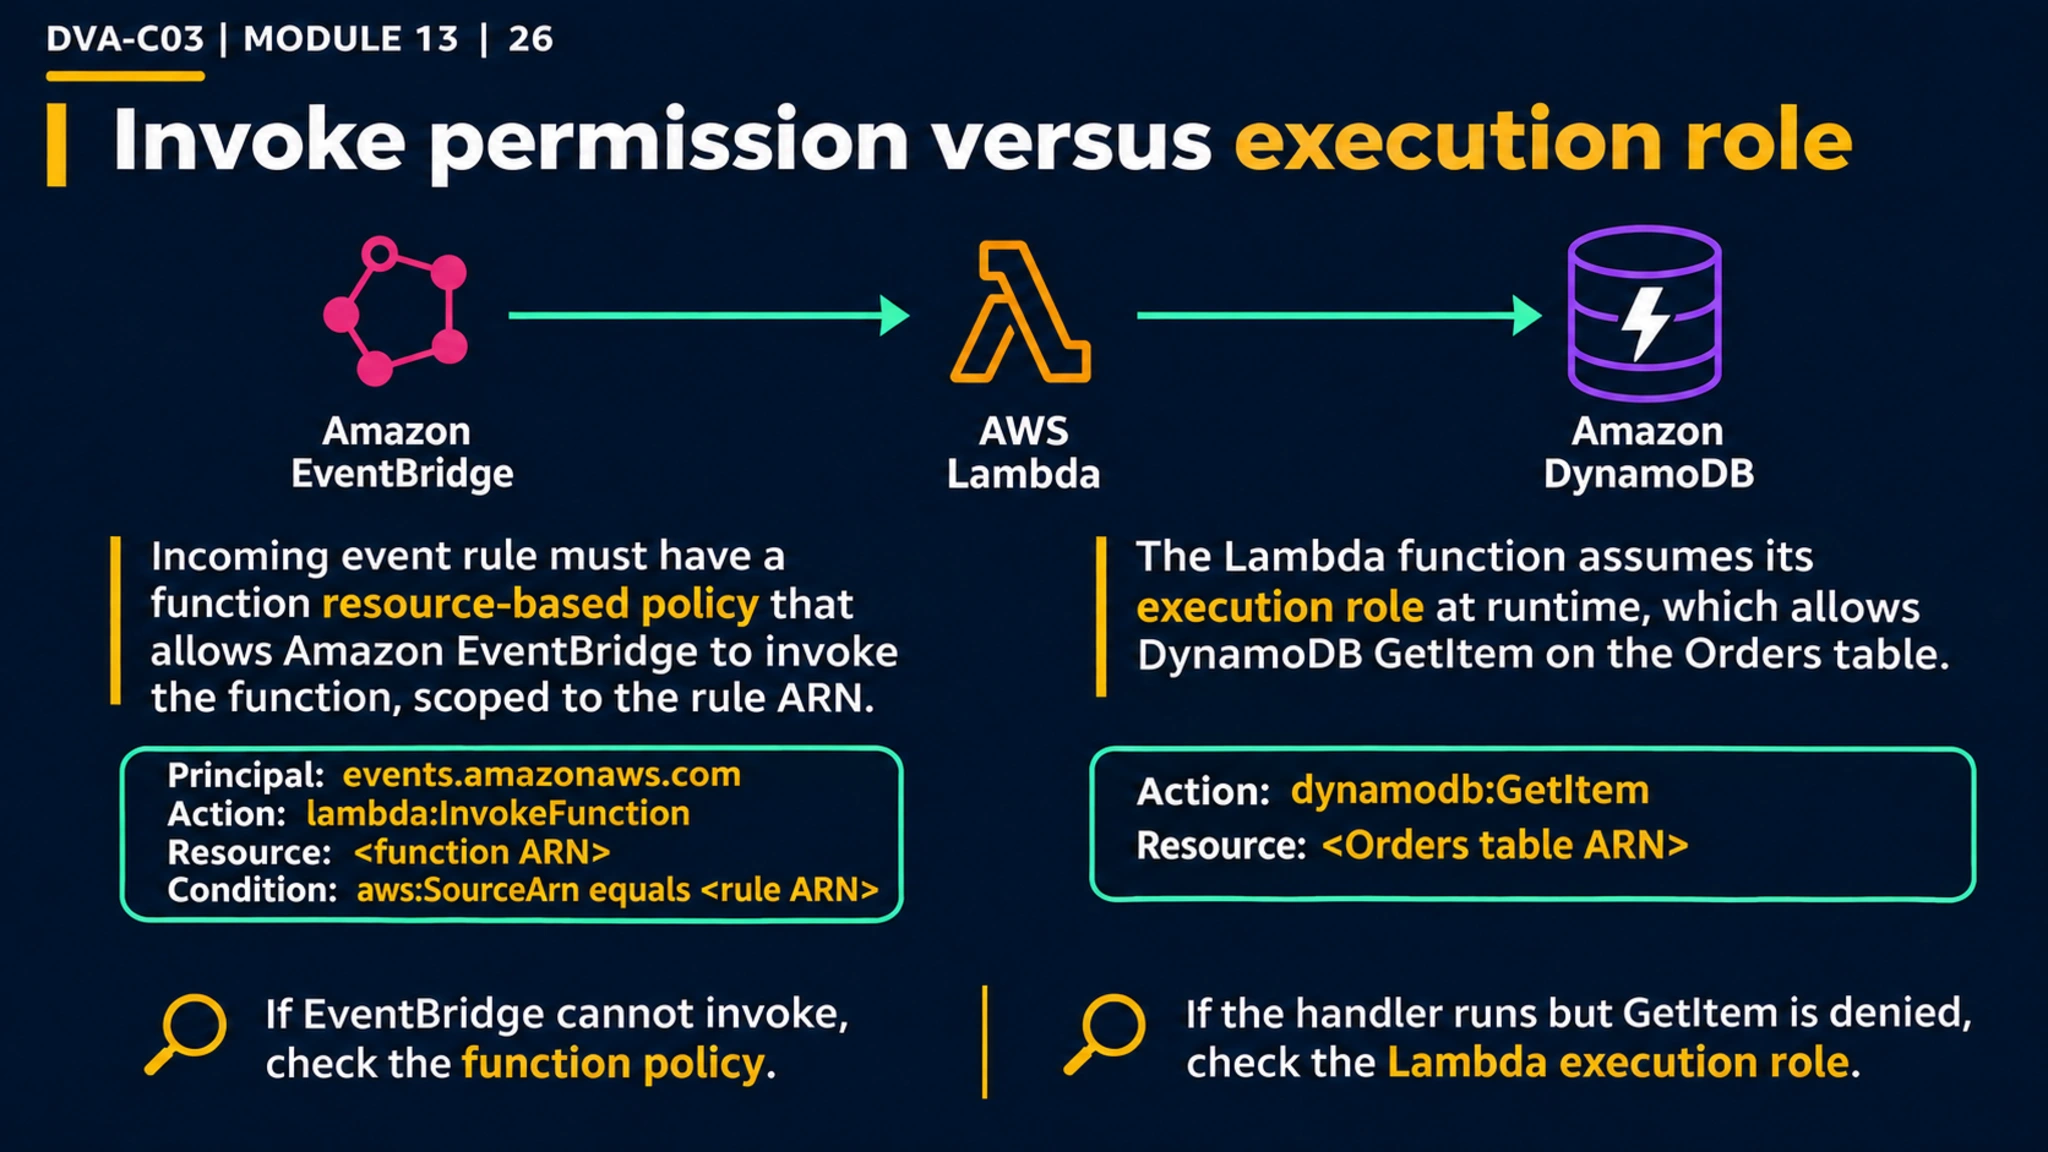 DVA-C03 | MODULE 13 | 26
Invoke permission versus execution role
Amazon
EventBridge
AWS
Lambda
Amazon
DynamoDB
Incoming event rule must have a
function resource-based policy that
allows Amazon EventBridge to invoke
the function, scoped to the rule ARN.
The Lambda function assumes its
execution role at runtime, which allows
DynamoDB GetItem on the Orders table.
Principal: events.amazonaws.com
Action: lambda:InvokeFunction
Resource: <function ARN>
Condition: aws:SourceArn equals <rule ARN>
Action: dynamodb:GetItem
Resource: <Orders table ARN>
If EventBridge cannot invoke,
check the function policy.
If the handler runs but GetItem is denied,
check the Lambda execution role.